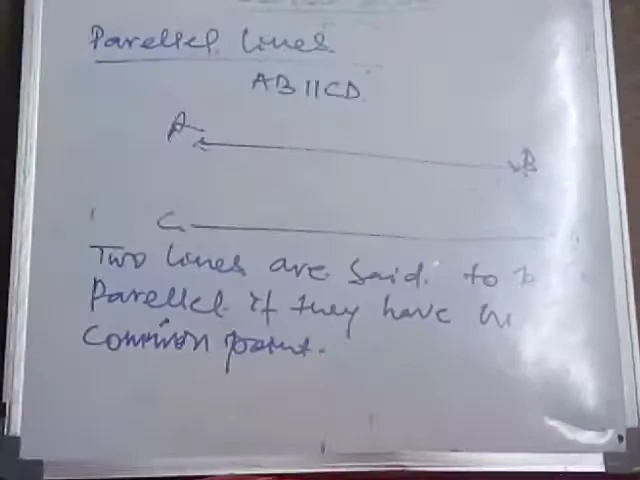 Parellel lines.
AB || CD.
A
B
C
Two lines are said to b
Parellel if they have
common point.